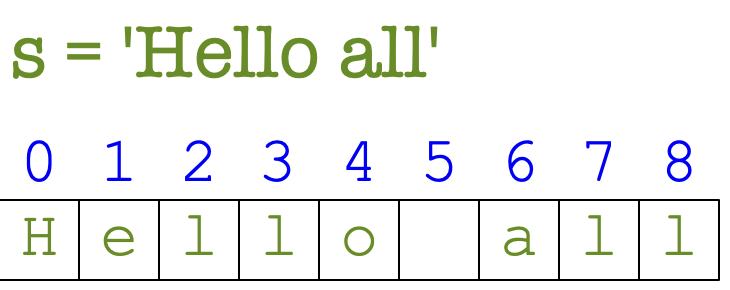 s = 'Hello all'
0 1 2 3 4 5 6 7 8
H e l l o   a l l